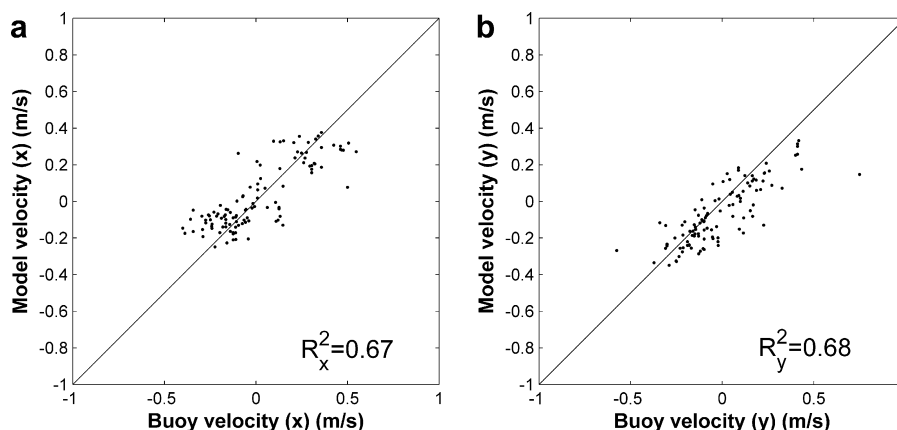 a
1
0.8
0.6
0.4
0.2
0
-0.2
-0.4
-0.6
-0.8
-1
-1 -0.5 0 0.5 1
Model velocity (x) (m/s)
Buoy velocity (x) (m/s)
R²x=0.67
b
1
0.8
0.6
0.4
0.2
0
-0.2
-0.4
-0.6
-0.8
-1
-1 -0.5 0 0.5
Model velocity (y) (m/s)
Buoy velocity (y) (m/s)
R²y=0.68